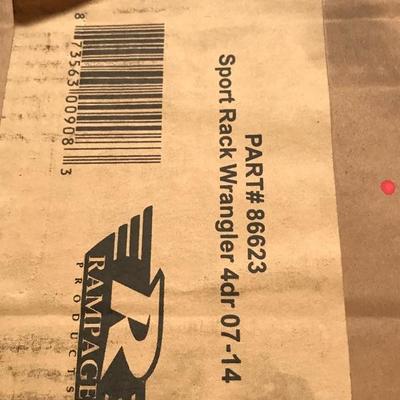 PART# 86623
Sport Rack Wrangler 4dr 07-14
8 73563 00908 3
R
RAMPAGE
PRODUCTS